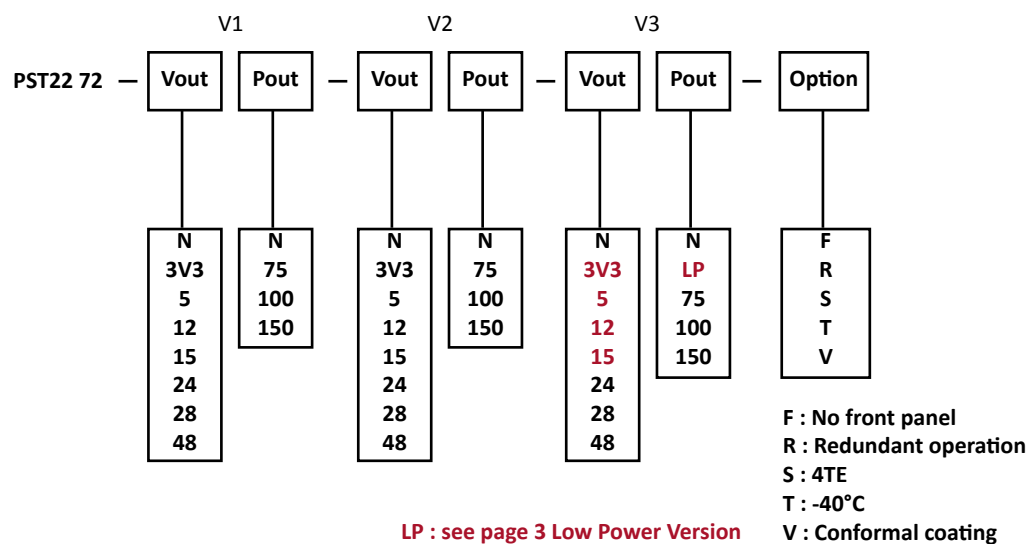 V1 V2 V3
PST22 72 — Vout Pout — Vout Pout — Vout Pout — Option
N N N N N N F
3V3 75 3V3 75 3V3 LP R
5 100 5 100 5 75 S
12 150 12 150 12 100 T
15 15 15 150 V
24 24 24
28 28 28
48 48 48
F : No front panel
R : Redundant operation
S : 4TE
T : -40°C
V : Conformal coating
LP : see page 3 Low Power Version